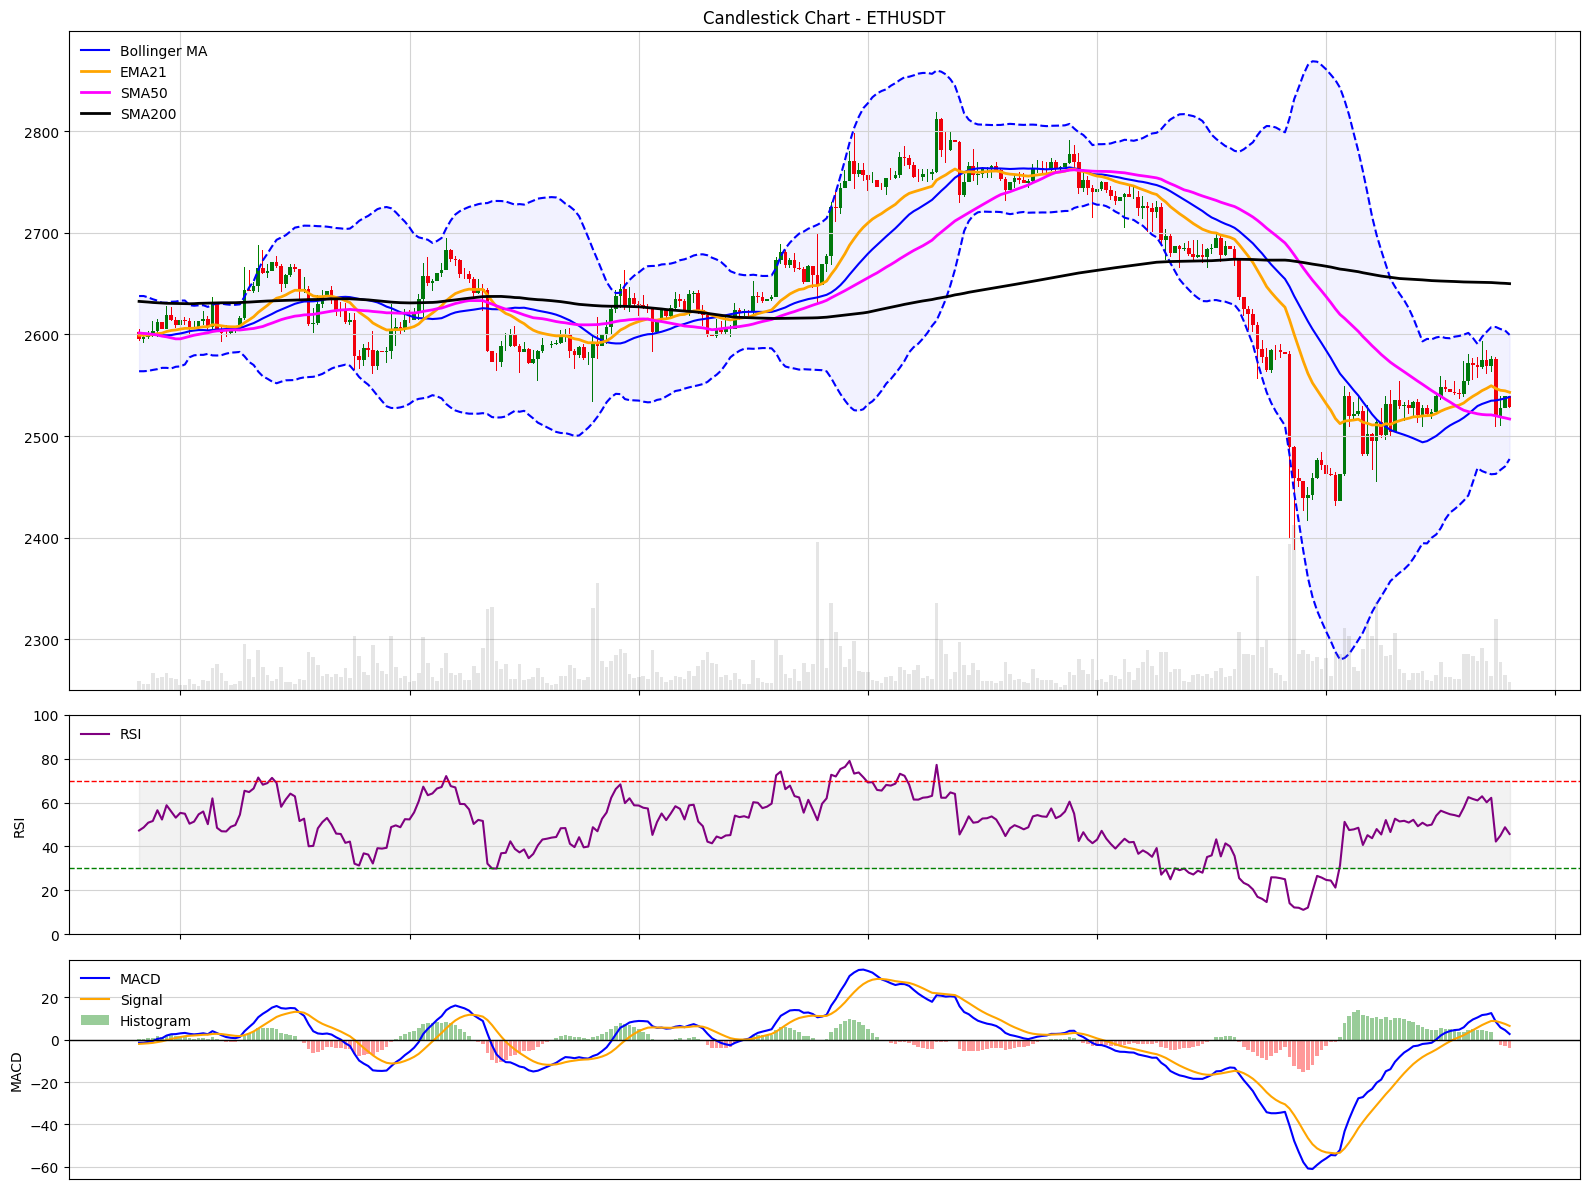 Candlestick Chart - ETHUSDT
Bollinger MA
EMA21
SMA50
SMA200
2800
2700
2600
2500
2400
2300
100
80
60
40
20
0
RSI
RSI
20
0
−20
−40
−60
MACD
MACD
Signal
Histogram